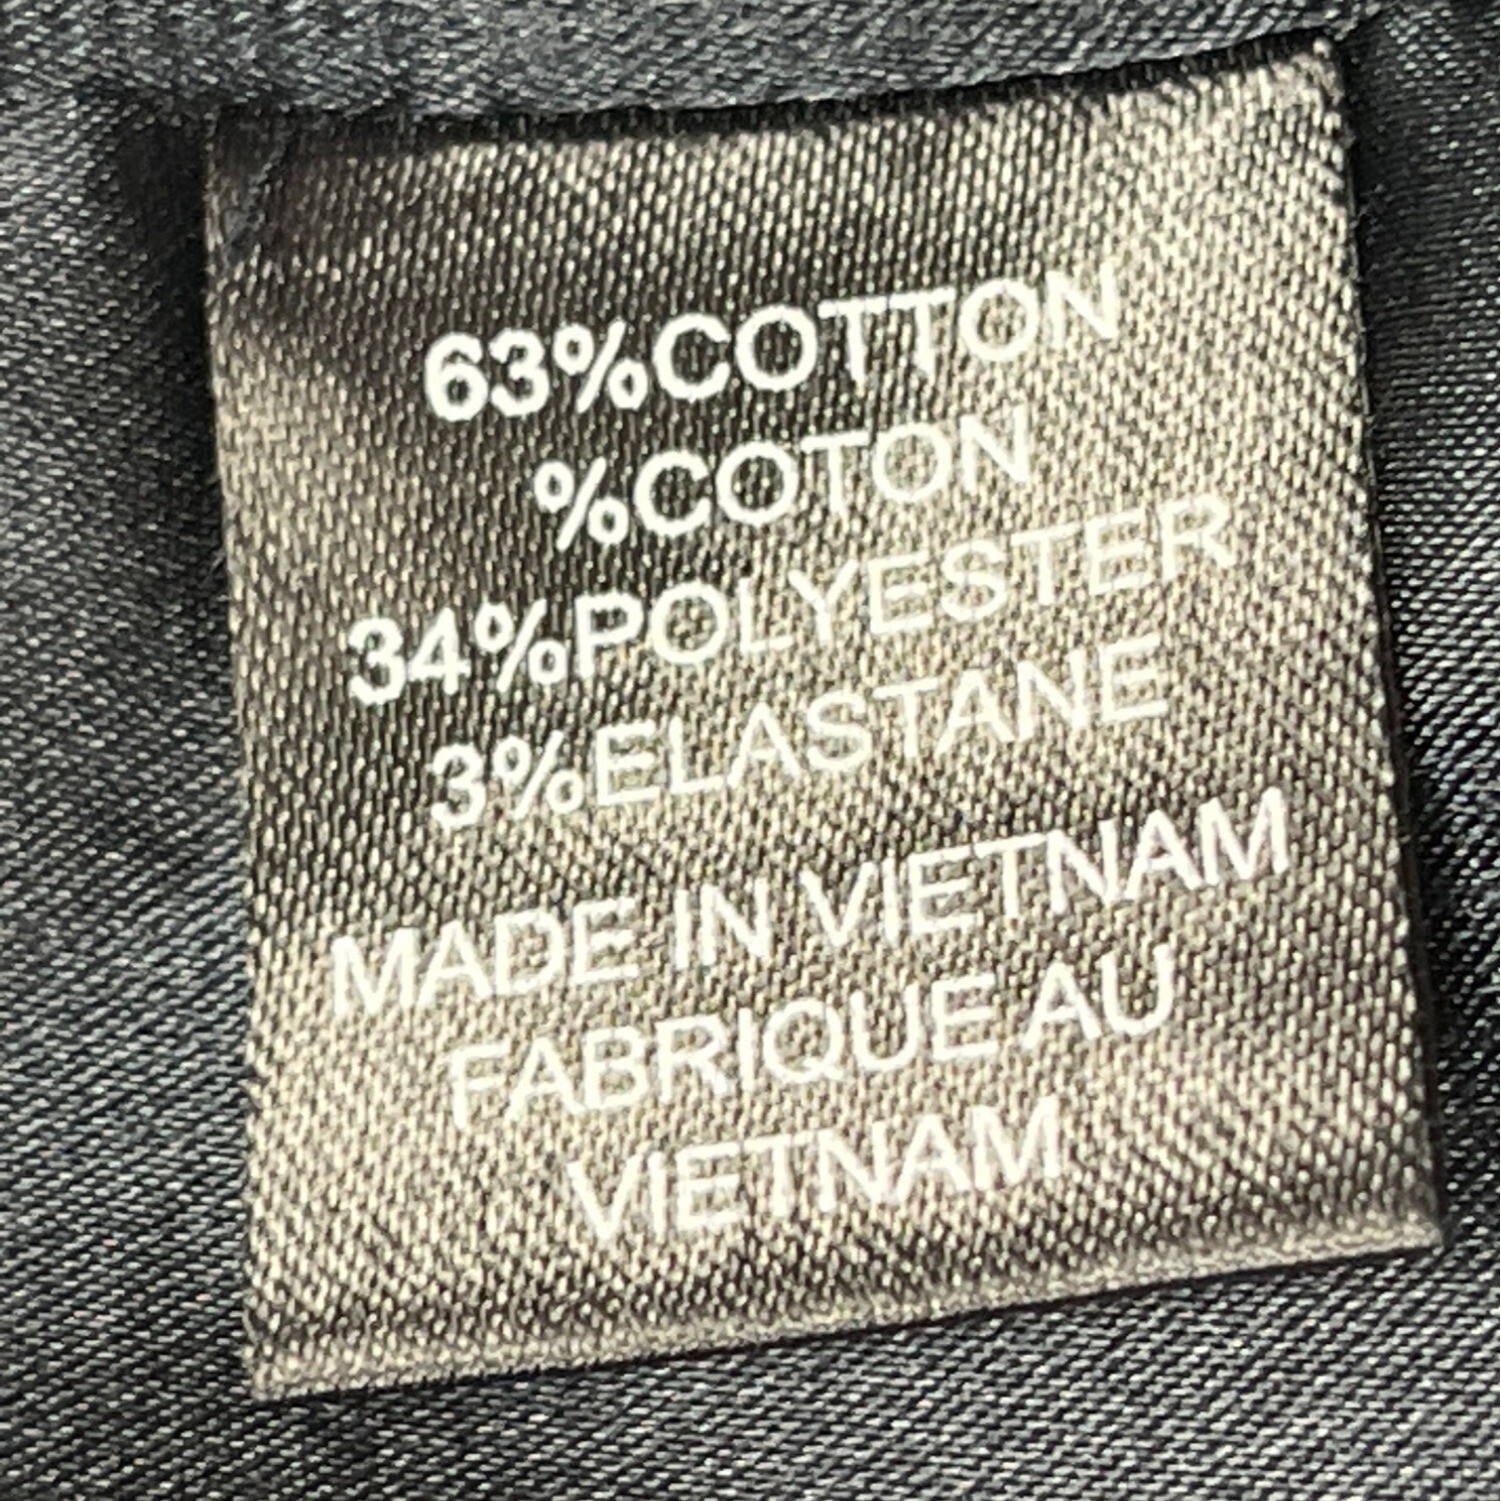 63%COTTON
%COTON
34%POLYESTER
3%ELASTANE
MADE IN VIETNAM
FABRIQUE AU
VIETNAM